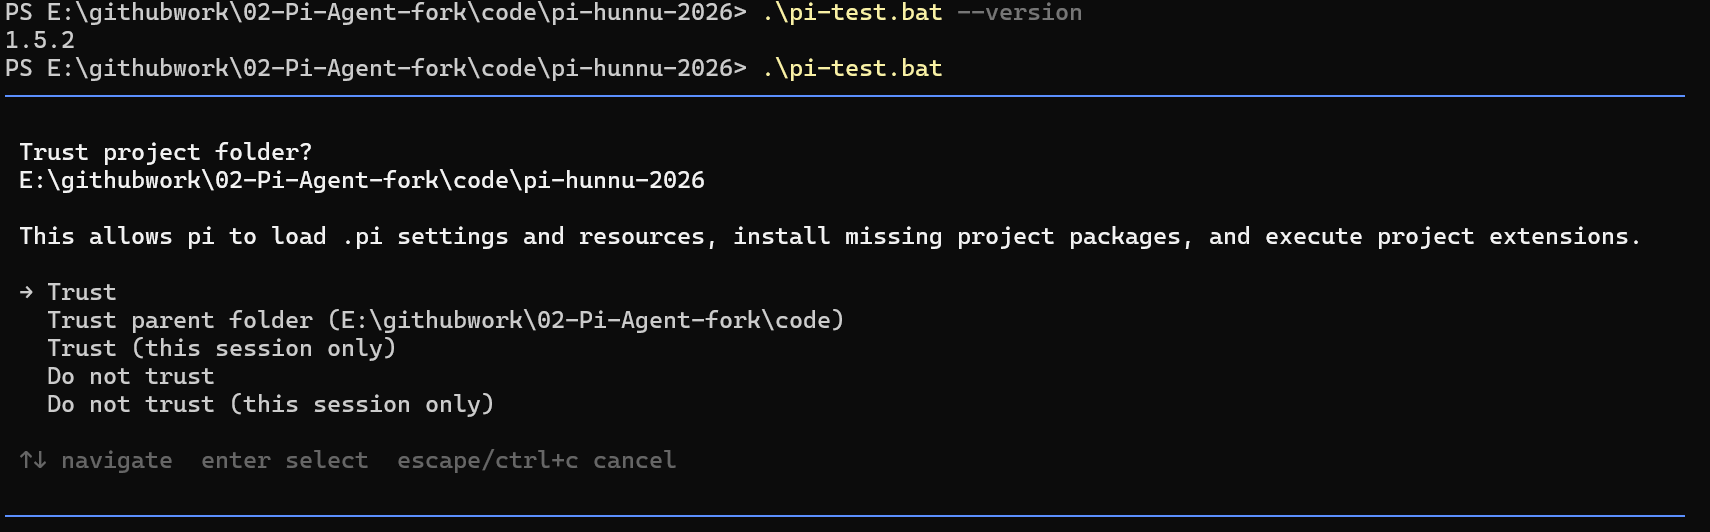 PS E:\githubwork\02-Pi-Agent-fork\code\pi-hunnu-2026> .\pi-test.bat --version
1.5.2
PS E:\githubwork\02-Pi-Agent-fork\code\pi-hunnu-2026> .\pi-test.bat
Trust project folder?
E:\githubwork\02-Pi-Agent-fork\code\pi-hunnu-2026
This allows pi to load .pi settings and resources, install missing project packages, and execute project extensions.
→ Trust
Trust parent folder (E:\githubwork\02-Pi-Agent-fork\code)
Trust (this session only)
Do not trust
Do not trust (this session only)
↑↓ navigate  enter select  escape/ctrl+c cancel